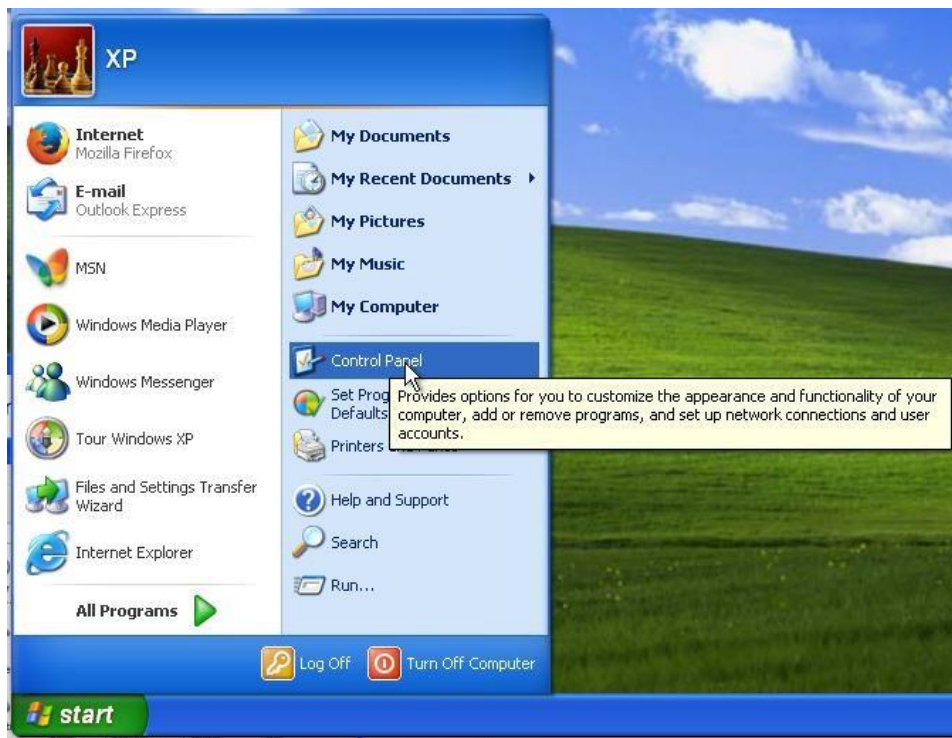 XP
Internet
Mozilla Firefox
E-mail
Outlook Express
MSN
Windows Media Player
Windows Messenger
Tour Windows XP
Files and Settings Transfer
Wizard
Internet Explorer
All Programs
My Documents
My Recent Documents
My Pictures
My Music
My Computer
Control Panel
Set Prog
Defaults
Provides options for you to customize the appearance and functionality of your
computer, add or remove programs, and set up network connections and user
accounts.
Printers
Help and Support
Search
Run...
Log Off
Turn Off Computer
start